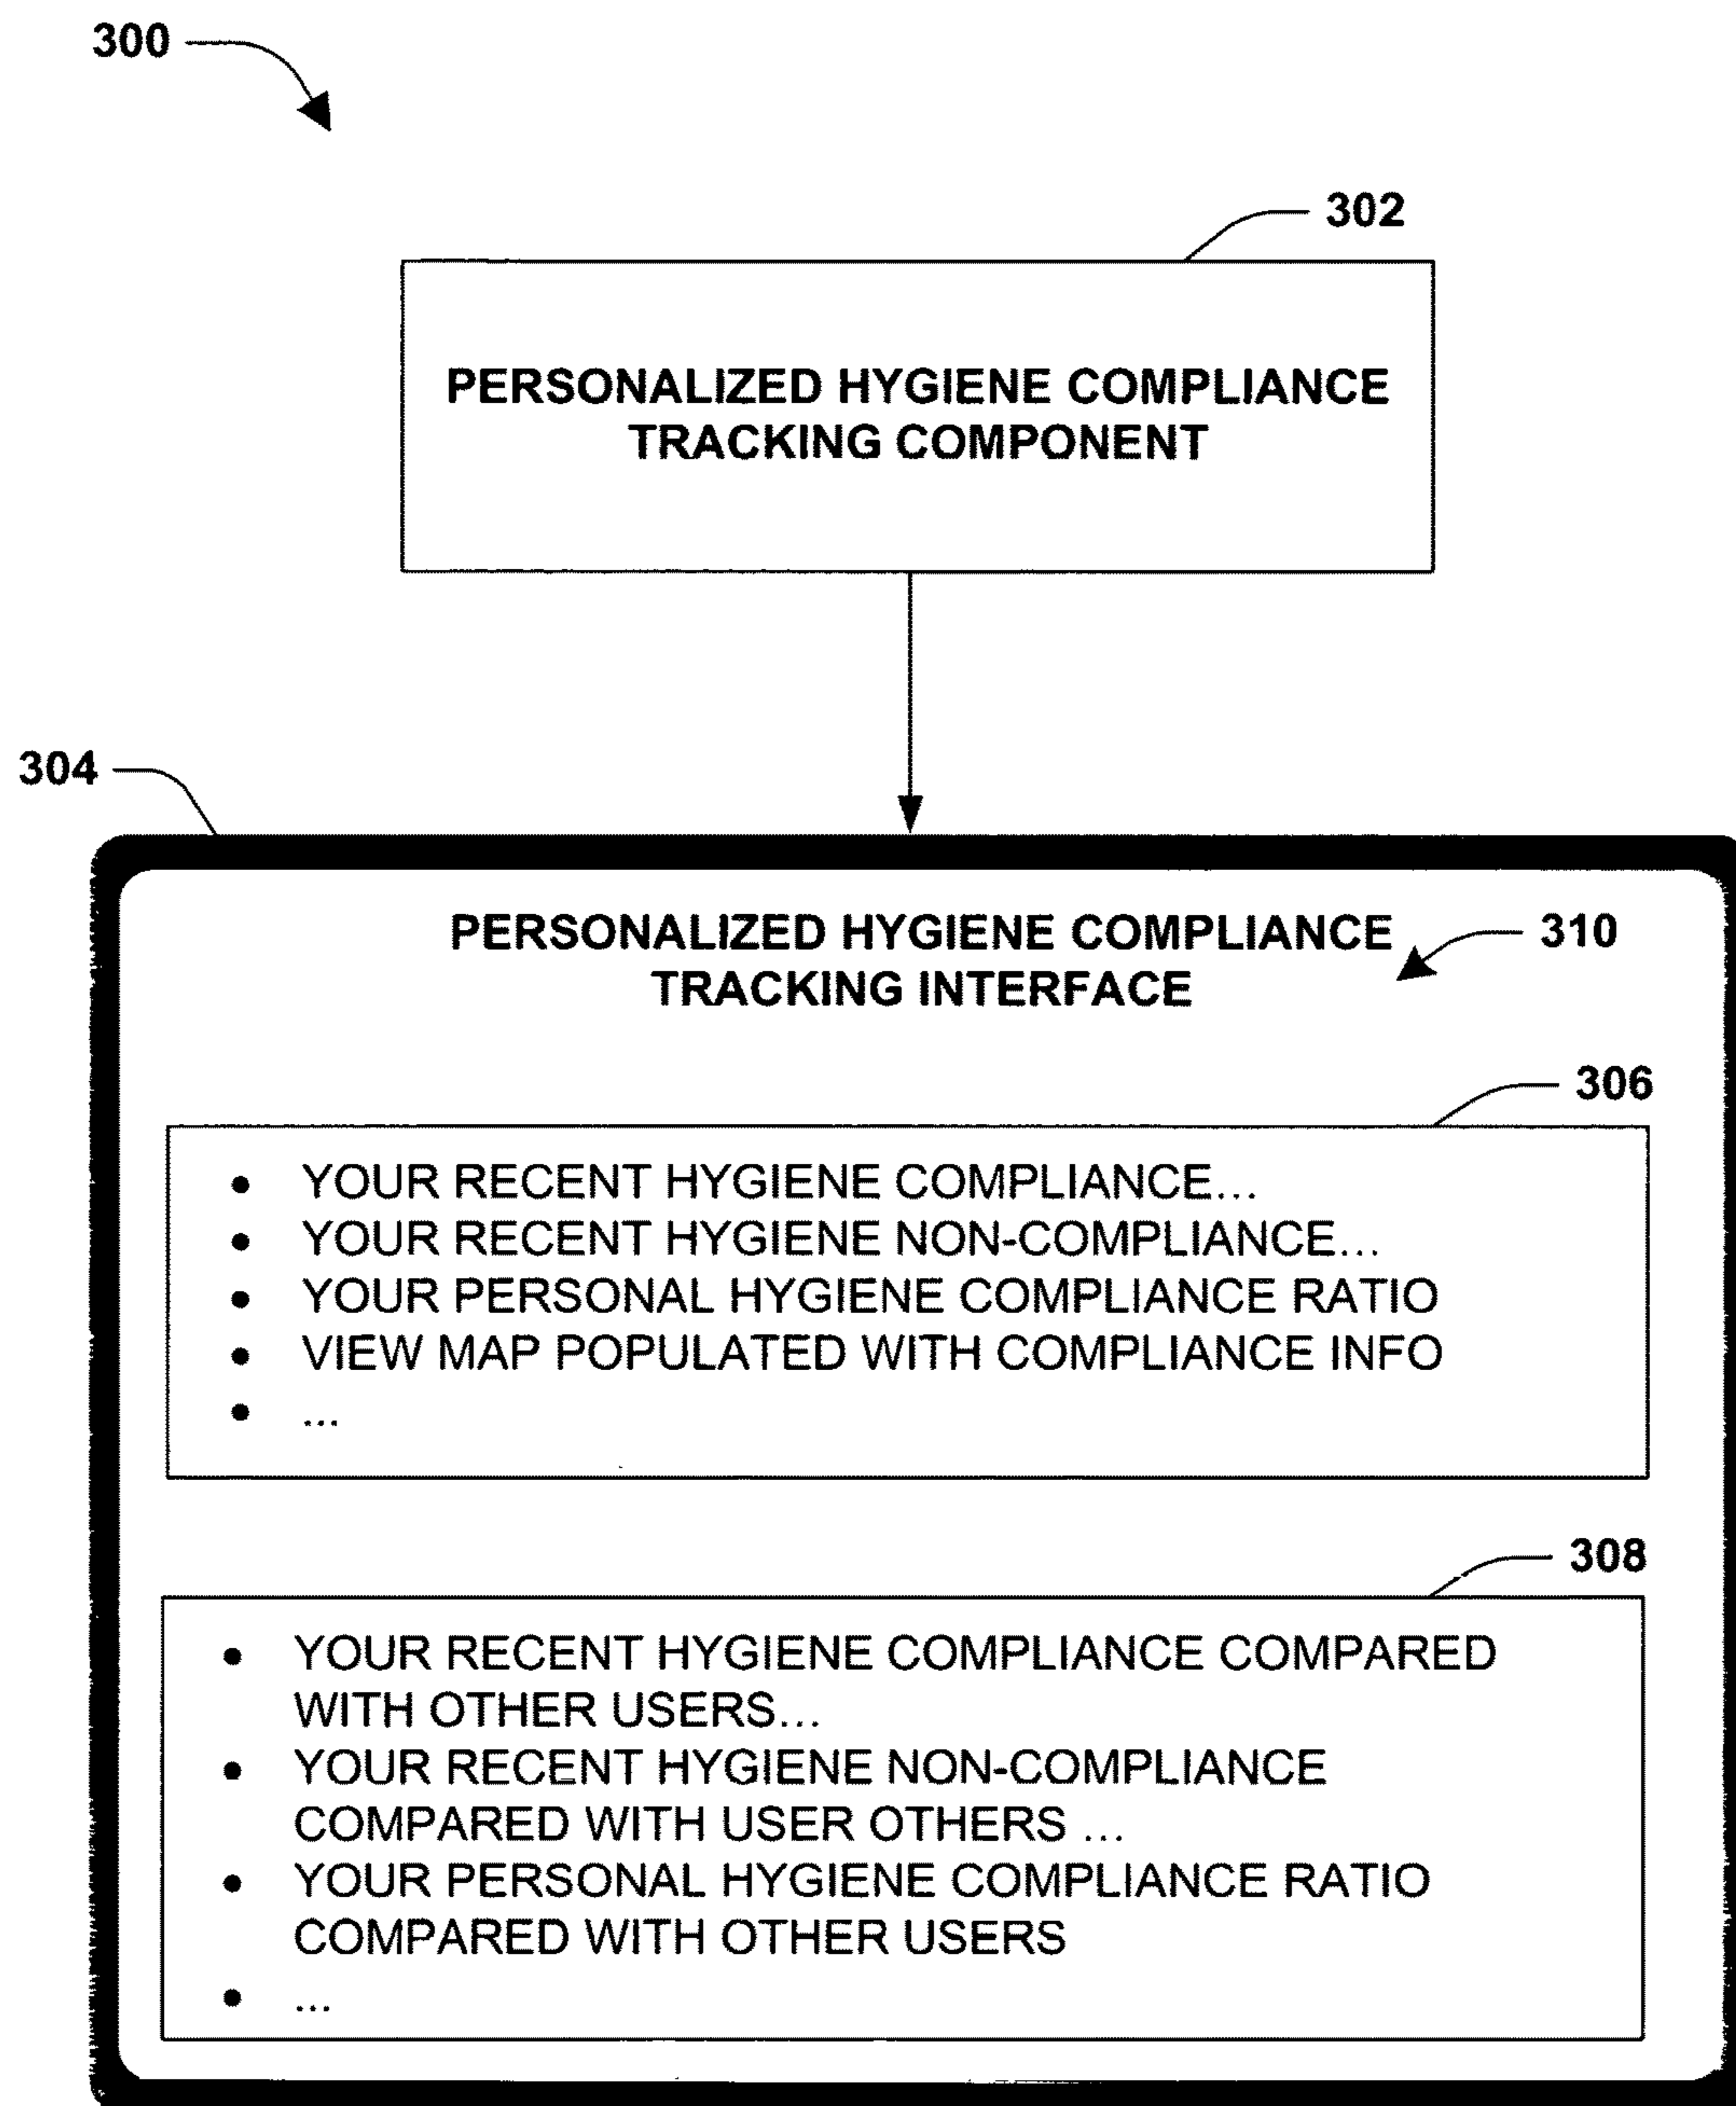 300
302
PERSONALIZED HYGIENE COMPLIANCE
TRACKING COMPONENT
304
PERSONALIZED HYGIENE COMPLIANCE
TRACKING INTERFACE
310
306
• YOUR RECENT HYGIENE COMPLIANCE...
• YOUR RECENT HYGIENE NON-COMPLIANCE...
• YOUR PERSONAL HYGIENE COMPLIANCE RATIO
• VIEW MAP POPULATED WITH COMPLIANCE INFO
• ...
308
• YOUR RECENT HYGIENE COMPLIANCE COMPARED
WITH OTHER USERS...
• YOUR RECENT HYGIENE NON-COMPLIANCE
COMPARED WITH USER OTHERS ...
• YOUR PERSONAL HYGIENE COMPLIANCE RATIO
COMPARED WITH OTHER USERS
• ...